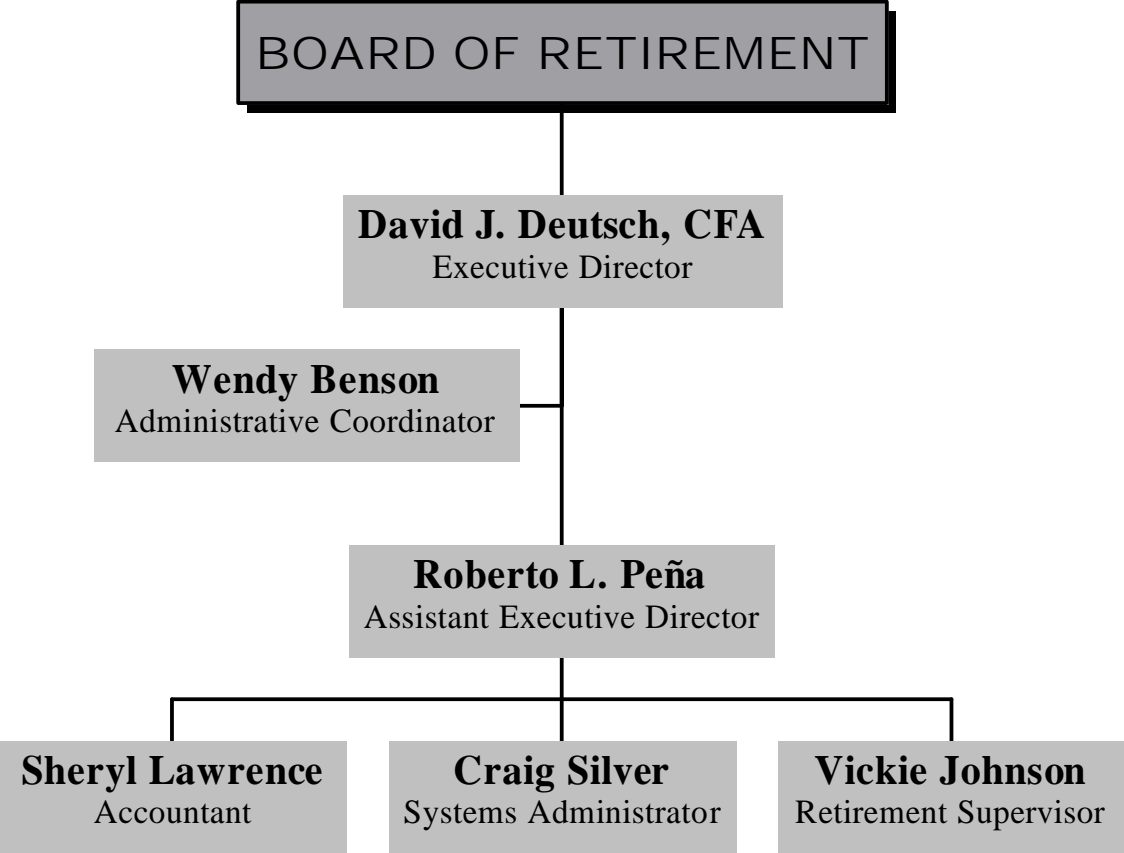 BOARD OF RETIREMENT
David J. Deutsch, CFA
Executive Director
Wendy Benson
Administrative Coordinator
Roberto L. Peña
Assistant Executive Director
Sheryl Lawrence
Accountant
Craig Silver
Systems Administrator
Vickie Johnson
Retirement Supervisor